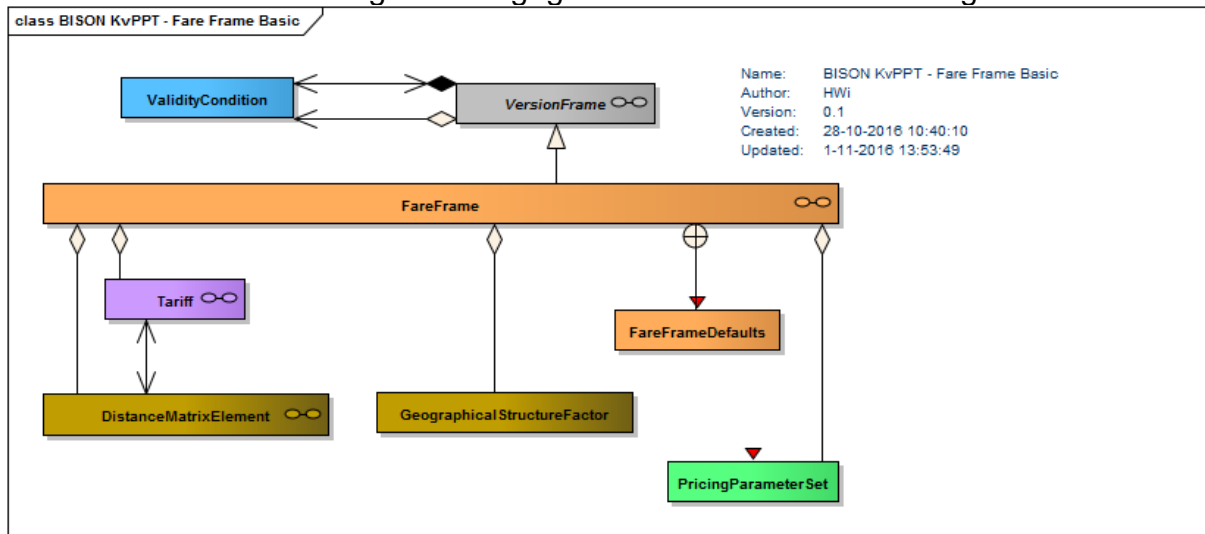 class BISON KvPPT - Fare Frame Basic
Name: BISON KvPPT - Fare Frame Basic
Author: HWi
Version: 0.1
Created: 28-10-2016 10:40:10
Updated: 1-11-2016 13:53:49
ValidityCondition
VersionFrame
FareFrame
Tariff
FareFrameDefaults
DistanceMatrixElement
GeographicalStructureFactor
PricingParameterSet